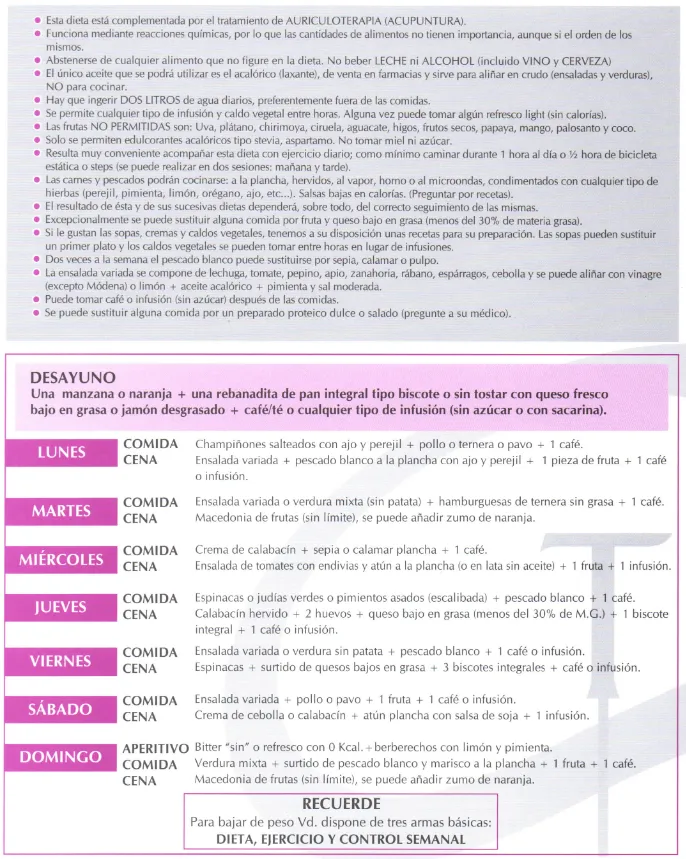 • Esta dieta está complementada por el tratamiento de AURICULOTERAPIA (ACUPUNTURA).
• Funciona mediante reacciones químicas, por lo que las cantidades de alimentos no tienen importancia, aunque si el orden de los
mismos.
• Abstenerse de cualquier alimento que no figure en la dieta. No beber LECHE ni ALCOHOL (incluido VINO y CERVEZA)
• El único aceite que se podrá utilizar es el acalórico (laxante), de venta en farmacias y sirve para aliñar en crudo (ensaladas y verduras),
NO para cocinar.
• Hay que ingerir DOS LITROS de agua diarios, preferentemente fuera de las comidas.
• Se permite cualquier tipo de infusión y caldo vegetal entre horas. Alguna vez puede tomar algún refresco light (sin calorías).
• Las frutas NO PERMITIDAS son: Uva, plátano, chirimoya, ciruela, aguacate, higos, frutos secos, papaya, mango, palosanto y coco.
• Solo se permiten edulcorantes acalóricos tipo stevia, aspartamo. No tomar miel ni azúcar.
• Resulta muy conveniente acompañar esta dieta con ejercicio diario; como mínimo caminar durante 1 hora al día o ½ hora de bicicleta
estática o steps (se puede realizar en dos sesiones: mañana y tarde).
• Las carnes y pescados podrán cocinarse: a la plancha, hervidos, al vapor, horno o al microondas, condimentados con cualquier tipo de
hierbas (perejil, pimienta, limón, orégano, ajo, etc...). Salsas bajas en calorías. (Preguntar por recetas).
• El resultado de ésta y de sus sucesivas dietas dependerá, sobre todo, del correcto seguimiento de las mismas.
• Excepcionalmente se puede sustituir alguna comida por fruta y queso bajo en grasa (menos del 30% de materia grasa).
• Si le gustan las sopas, cremas y caldos vegetales, tenemos a su disposición unas recetas para su preparación. Las sopas pueden sustituir
un primer plato y los caldos vegetales se pueden tomar entre horas en lugar de infusiones.
• Dos veces a la semana el pescado blanco puede sustituirse por sepia, calamar o pulpo.
• La ensalada variada se compone de lechuga, tomate, pepino, apio, zanahoria, rábano, espárragos, cebolla y se puede aliñar con vinagre
(excepto Módena) o limón + aceite acalórico + pimienta y sal moderada.
• Puede tomar café o infusión (sin azúcar) después de las comidas.
• Se puede sustituir alguna comida por un preparado proteico dulce o salado (pregunte a su médico).
DESAYUNO
Una manzana o naranja + una rebanadita de pan integral tipo biscote o sin tostar con queso fresco
bajo en grasa o jamón desgrasado + café/té o cualquier tipo de infusión (sin azúcar o con sacarina).
LUNES
COMIDA Champiñones salteados con ajo y perejil + pollo o ternera o pavo + 1 café.
CENA Ensalada variada + pescado blanco a la plancha con ajo y perejil + 1 pieza de fruta + 1 café
o infusión.
MARTES
COMIDA Ensalada variada o verdura mixta (sin patata) + hamburguesas de ternera sin grasa + 1 café.
CENA Macedonia de frutas (sin límite), se puede añadir zumo de naranja.
MIÉRCOLES
COMIDA Crema de calabacín + sepia o calamar plancha + 1 café.
CENA Ensalada de tomates con endivias y atún a la plancha (o en lata sin aceite) + 1 fruta + 1 infusión.
JUEVES
COMIDA Espinacas o judías verdes o pimientos asados (escalibada) + pescado blanco + 1 café.
CENA Calabacín hervido + 2 huevos + queso bajo en grasa (menos del 30% de M.G.) + 1 biscote
integral + 1 café o infusión.
VIERNES
COMIDA Ensalada variada o verdura sin patata + pescado blanco + 1 café o infusión.
CENA Espinacas + surtido de quesos bajos en grasa + 3 biscotes integrales + café o infusión.
SÁBADO
COMIDA Ensalada variada + pollo o pavo + 1 fruta + 1 café o infusión.
CENA Crema de cebolla o calabacín + atún plancha con salsa de soja + 1 infusión.
DOMINGO
APERITIVO Bitter "sin" o refresco con 0 Kcal.+berberechos con limón y pimienta.
COMIDA Verdura mixta + surtido de pescado blanco y marisco a la plancha + 1 fruta + 1 café.
CENA Macedonia de frutas (sin límite), se puede añadir zumo de naranja.
RECUERDE
Para bajar de peso Vd. dispone de tres armas básicas:
DIETA, EJERCICIO Y CONTROL SEMANAL